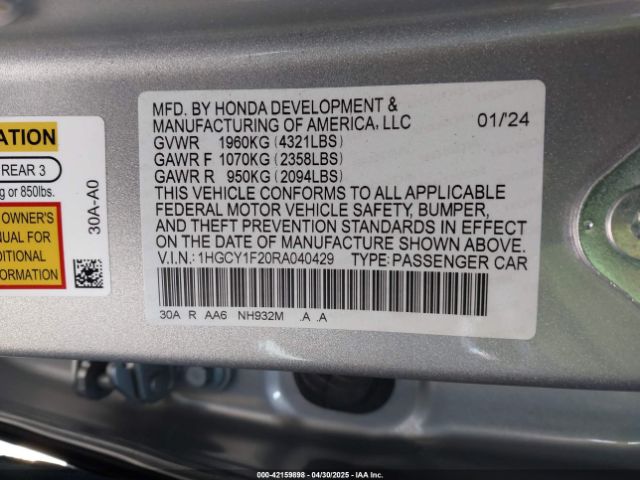 ATION
REAR 3
g or 850lbs.
OWNER'S
NUAL FOR
DITIONAL
FORMATION
30A-A0
MFD. BY HONDA DEVELOPMENT &
MANUFACTURING OF AMERICA, LLC 01/'24
GVWR 1960KG (4321LBS)
GAWR F 1070KG (2358LBS)
GAWR R 950KG (2094LBS)
THIS VEHICLE CONFORMS TO ALL APPLICABLE
FEDERAL MOTOR VEHICLE SAFETY, BUMPER,
AND THEFT PREVENTION STANDARDS IN EFFECT
ON THE DATE OF MANUFACTURE SHOWN ABOVE.
V.I.N.: 1HGCY1F20RA040429 TYPE: PASSENGER CAR
30A R AA6 NH932M .A .A
000-42159898 - 04/30/2025 - IAA Inc.